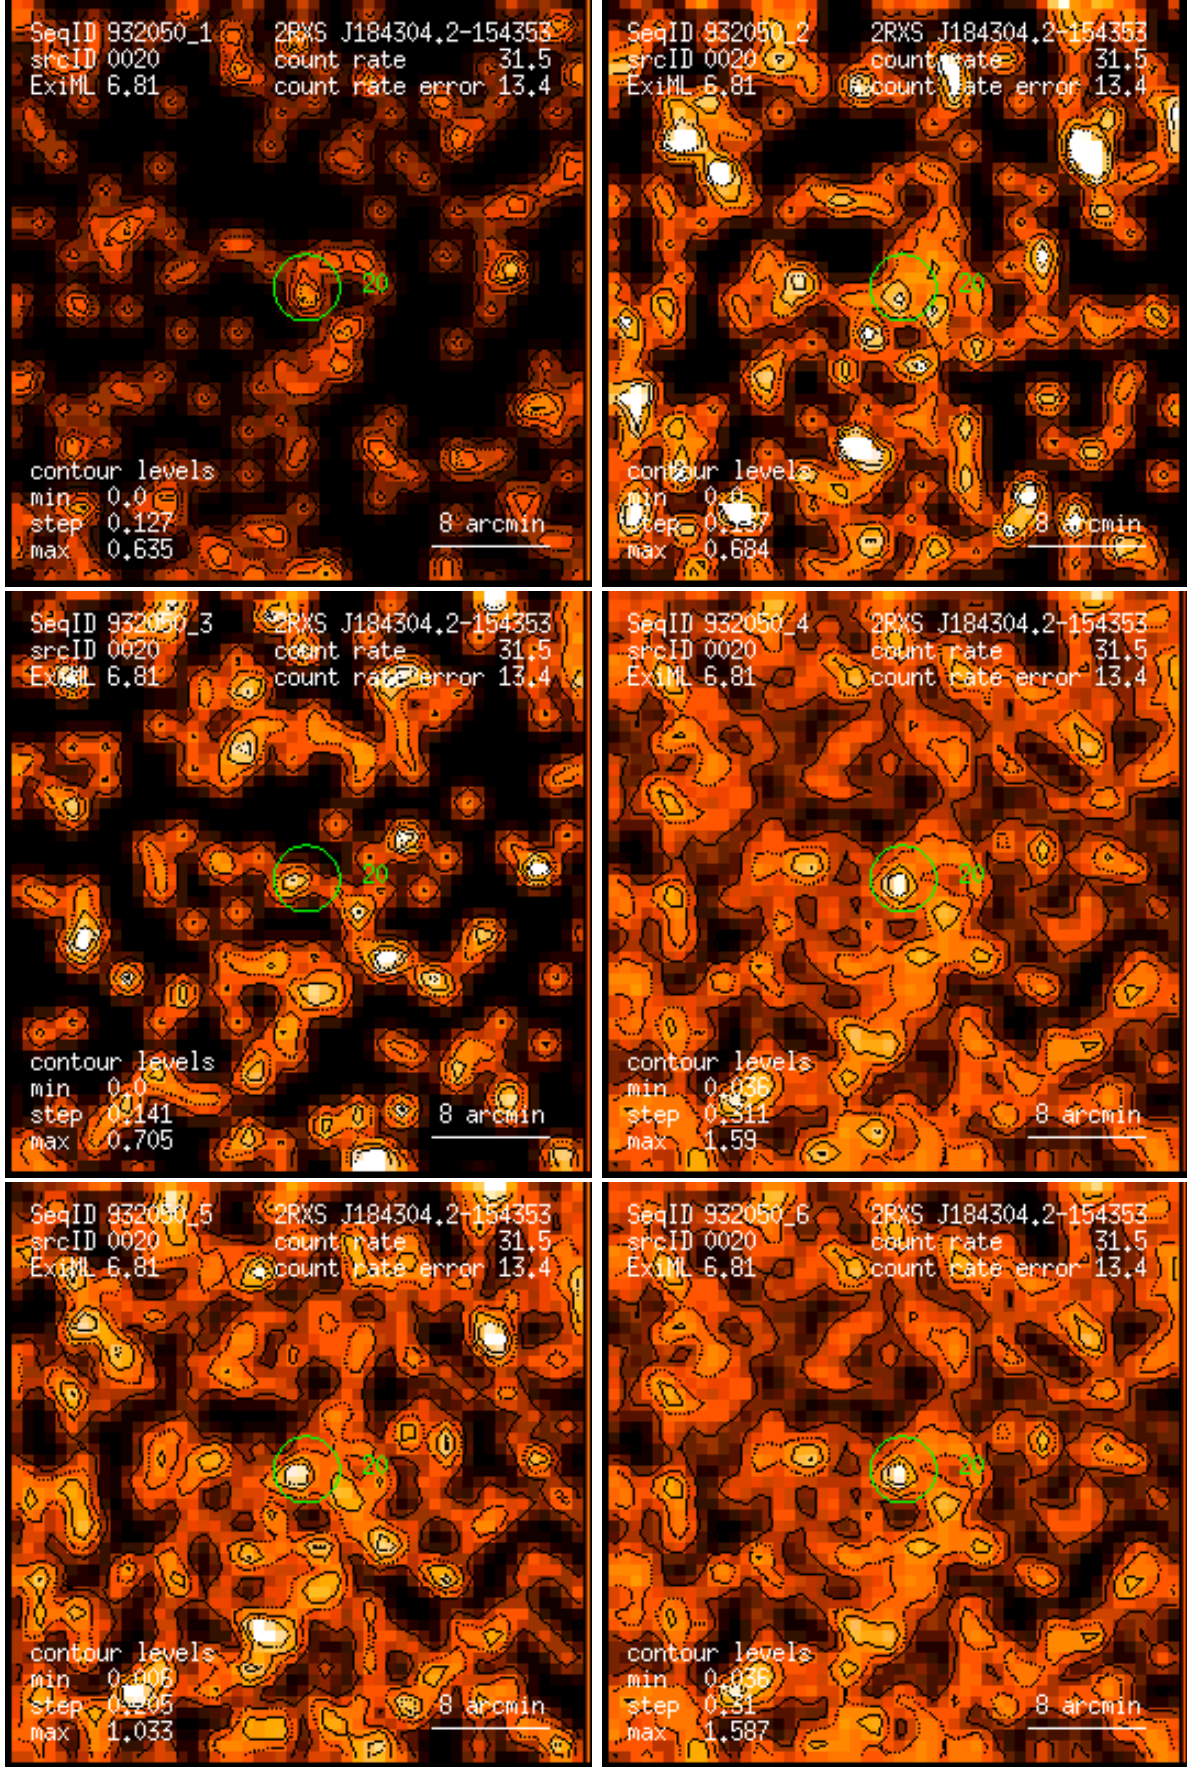 SeqID 932050_1 2RXS J184304.2-154353
srcID 0020 count rate 31.5
ExiML 6.81 count rate error 13.4
20
contour levels
min 0.0
step 0.127
max 0.635
8 arcmin
SeqID 932050_2 2RXS J184304.2-154353
srcID 0020 count rate 31.5
ExiML 6.81 count rate error 13.4
20
contour levels
min 0.0
step 0.137
max 0.684
8 arcmin
SeqID 932050_3 2RXS J184304.2-154353
srcID 0020 count rate 31.5
ExiML 6.81 count rate error 13.4
20
contour levels
min 0.0
step 0.141
max 0.705
8 arcmin
SeqID 932050_4 2RXS J184304.2-154353
srcID 0020 count rate 31.5
ExiML 6.81 count rate error 13.4
20
contour levels
min 0.036
step 0.311
max 1.59
8 arcmin
SeqID 932050_5 2RXS J184304.2-154353
srcID 0020 count rate 31.5
ExiML 6.81 count rate error 13.4
20
contour levels
min 0.006
step 0.205
max 1.033
8 arcmin
SeqID 932050_6 2RXS J184304.2-154353
srcID 0020 count rate 31.5
ExiML 6.81 count rate error 13.4
20
contour levels
min 0.036
step 0.31
max 1.587
8 arcmin